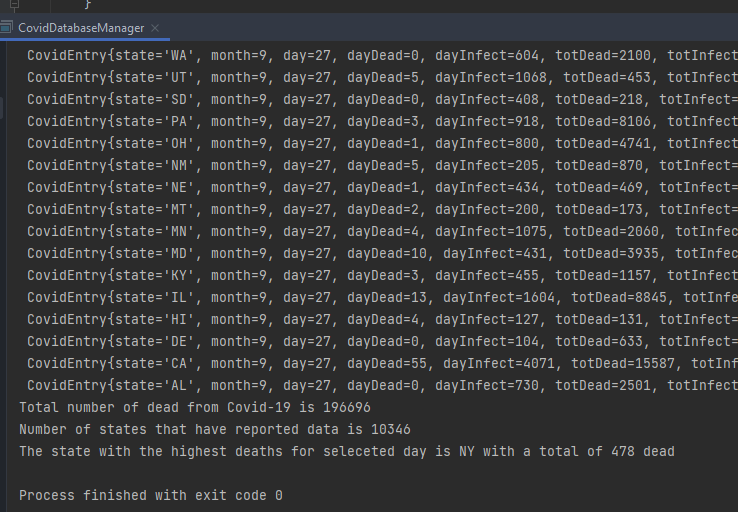 }
CovidDatabaseManager
CovidEntry{state='WA', month=9, day=27, dayDead=0, dayInfect=604, totDead=2100, totInfect
CovidEntry{state='UT', month=9, day=27, dayDead=5, dayInfect=1068, totDead=453, totInfect
CovidEntry{state='SD', month=9, day=27, dayDead=0, dayInfect=408, totDead=218, totInfect=
CovidEntry{state='PA', month=9, day=27, dayDead=3, dayInfect=918, totDead=8106, totInfect=
CovidEntry{state='OH', month=9, day=27, dayDead=1, dayInfect=800, totDead=4741, totInfect=
CovidEntry{state='NM', month=9, day=27, dayDead=5, dayInfect=205, totDead=870, totInfect=
CovidEntry{state='NE', month=9, day=27, dayDead=1, dayInfect=434, totDead=469, totInfect=
CovidEntry{state='MT', month=9, day=27, dayDead=2, dayInfect=200, totDead=173, totInfect=
CovidEntry{state='MN', month=9, day=27, dayDead=4, dayInfect=1075, totDead=2060, totInfec
CovidEntry{state='MD', month=9, day=27, dayDead=10, dayInfect=431, totDead=3935, totInfect=
CovidEntry{state='KY', month=9, day=27, dayDead=3, dayInfect=455, totDead=1157, totInfect
CovidEntry{state='IL', month=9, day=27, dayDead=13, dayInfect=1604, totDead=8845, totInfe
CovidEntry{state='HI', month=9, day=27, dayDead=4, dayInfect=127, totDead=131, totInfect=
CovidEntry{state='DE', month=9, day=27, dayDead=0, dayInfect=104, totDead=633, totInfect=
CovidEntry{state='CA', month=9, day=27, dayDead=55, dayInfect=4071, totDead=15587, totInf
CovidEntry{state='AL', month=9, day=27, dayDead=0, dayInfect=730, totDead=2501, totInfect
Total number of dead from Covid-19 is 196696
Number of states that have reported data is 10346
The state with the highest deaths for seleceted day is NY with a total of 478 dead
Process finished with exit code 0